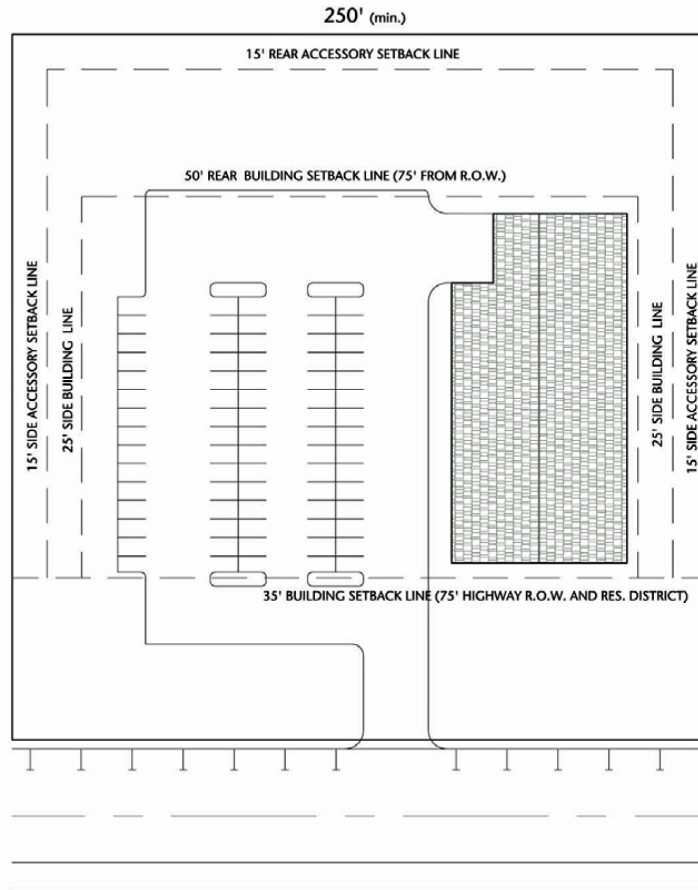 250' (min.)
15' REAR ACCESSORY SETBACK LINE
50' REAR BUILDING SETBACK LINE (75' FROM R.O.W.)
15' SIDE ACCESSORY SETBACK LINE
25' SIDE BUILDING LINE
25' SIDE BUILDING LINE
15' SIDE ACCESSORY SETBACK LINE
35' BUILDING SETBACK LINE (75' HIGHWAY R.O.W. AND RES. DISTRICT)